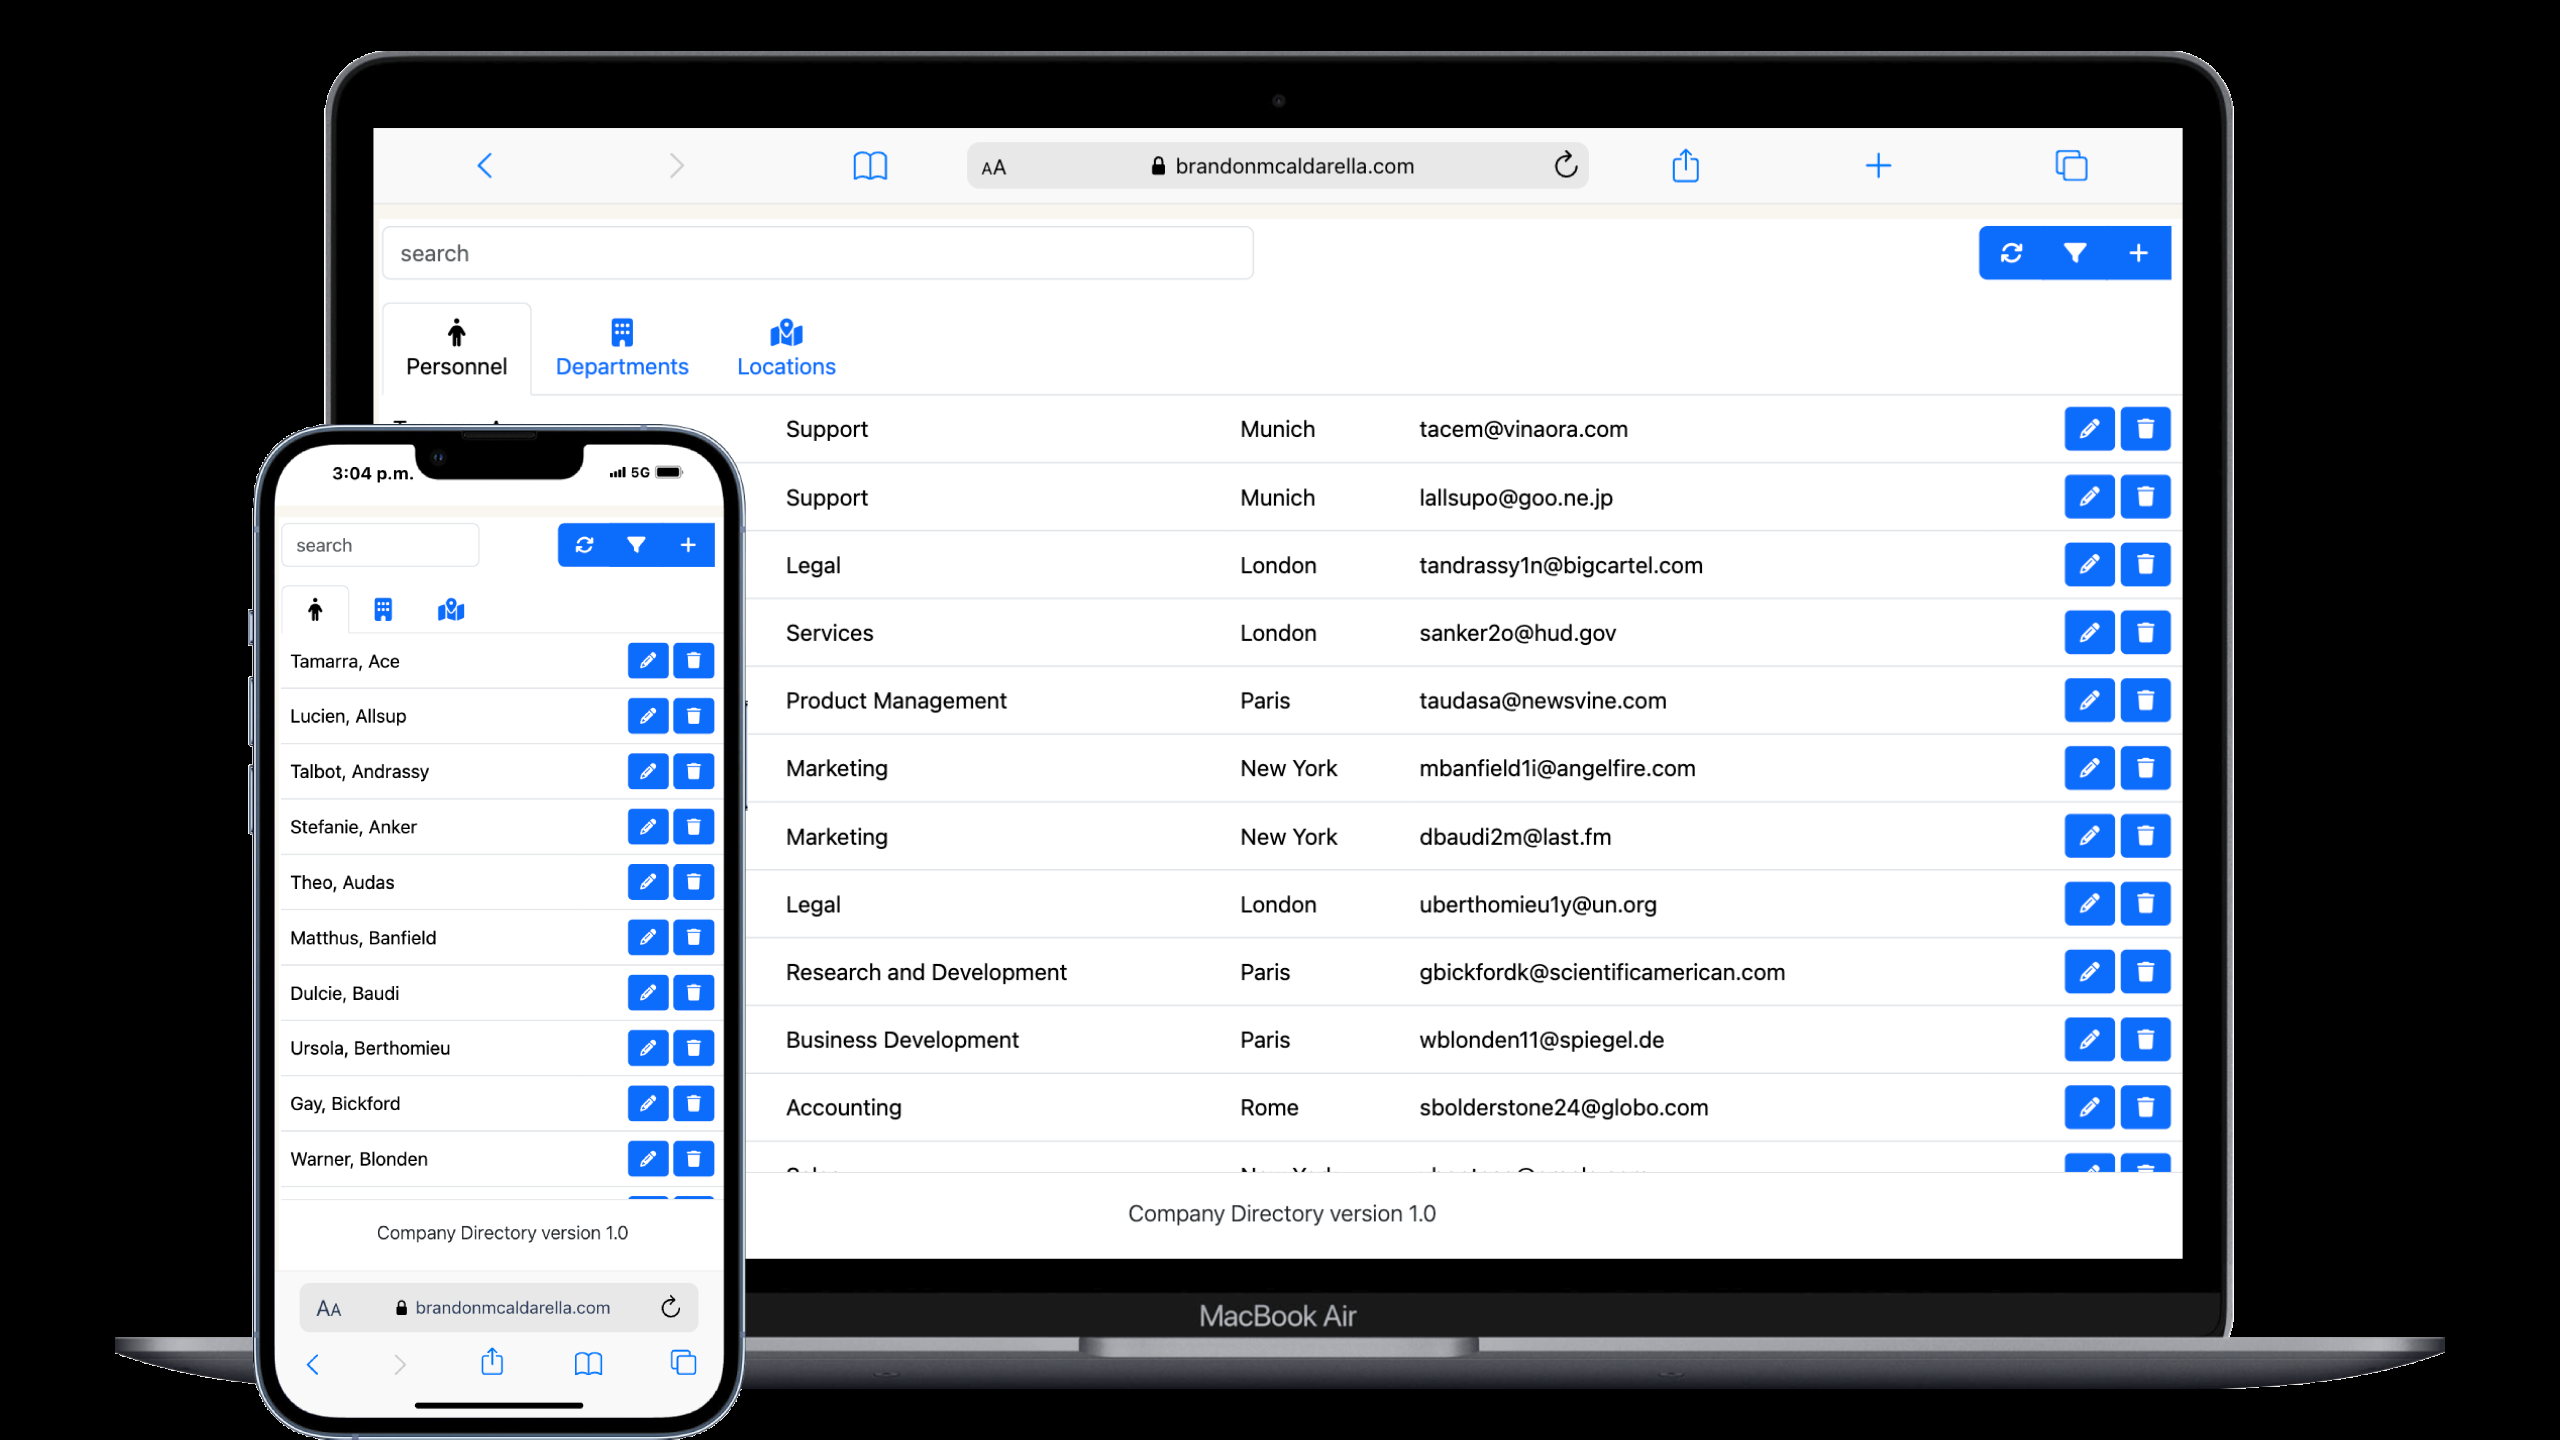 AA brandonmcaldarella.com
search
Personnel Departments Locations
Support Munich tacem@vinaora.com
Support Munich lallsupo@goo.ne.jp
Legal London tandrassy1n@bigcartel.com
Services London sanker2o@hud.gov
Product Management Paris taudasa@newsvine.com
Marketing New York mbanfield1i@angelfire.com
Marketing New York dbaudi2m@last.fm
Legal London uberthomieu1y@un.org
Research and Development Paris gbickfordk@scientificamerican.com
Business Development Paris wblonden11@spiegel.de
Accounting Rome sbolderstone24@globo.com
Company Directory version 1.0
MacBook Air
3:04 p.m. 5G
search
Tamarra, Ace
Lucien, Allsup
Talbot, Andrassy
Stefanie, Anker
Theo, Audas
Matthus, Banfield
Dulcie, Baudi
Ursola, Berthomieu
Gay, Bickford
Warner, Blonden
Company Directory version 1.0
AA brandonmcaldarella.com